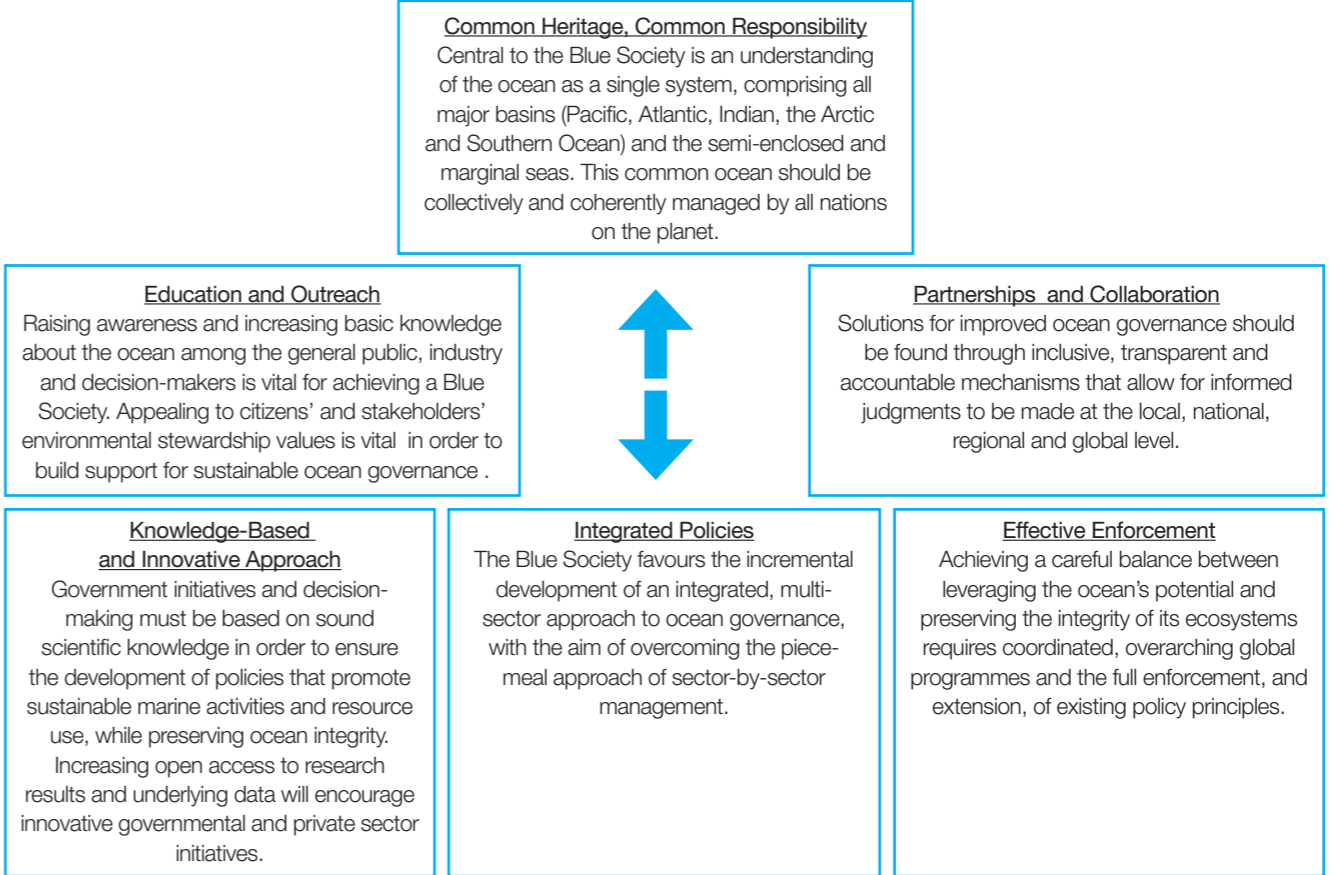 Common Heritage, Common Responsibility
Central to the Blue Society is an understanding
of the ocean as a single system, comprising all
major basins (Pacific, Atlantic, Indian, the Arctic
and Southern Ocean) and the semi-enclosed and
marginal seas. This common ocean should be
collectively and coherently managed by all nations
on the planet.
Education and Outreach
Raising awareness and increasing basic knowledge
about the ocean among the general public, industry
and decision-makers is vital for achieving a Blue
Society. Appealing to citizens’ and stakeholders’
environmental stewardship values is vital  in order to
build support for sustainable ocean governance .
Partnerships  and Collaboration
Solutions for improved ocean governance should
be found through inclusive, transparent and
accountable mechanisms that allow for informed
judgments to be made at the local, national,
regional and global level.
Knowledge-Based
and Innovative Approach
Government initiatives and decision-
making must be based on sound
scientific knowledge in order to ensure
the development of policies that promote
sustainable marine activities and resource
use, while preserving ocean integrity.
Increasing open access to research
results and underlying data will encourage
innovative governmental and private sector
initiatives.
Integrated Policies
The Blue Society favours the incremental
development of an integrated, multi-
sector approach to ocean governance,
with the aim of overcoming the piece-
meal approach of sector-by-sector
management.
Effective Enforcement
Achieving a careful balance between
leveraging the ocean’s potential and
preserving the integrity of its ecosystems
requires coordinated, overarching global
programmes and the full enforcement, and
extension, of existing policy principles.